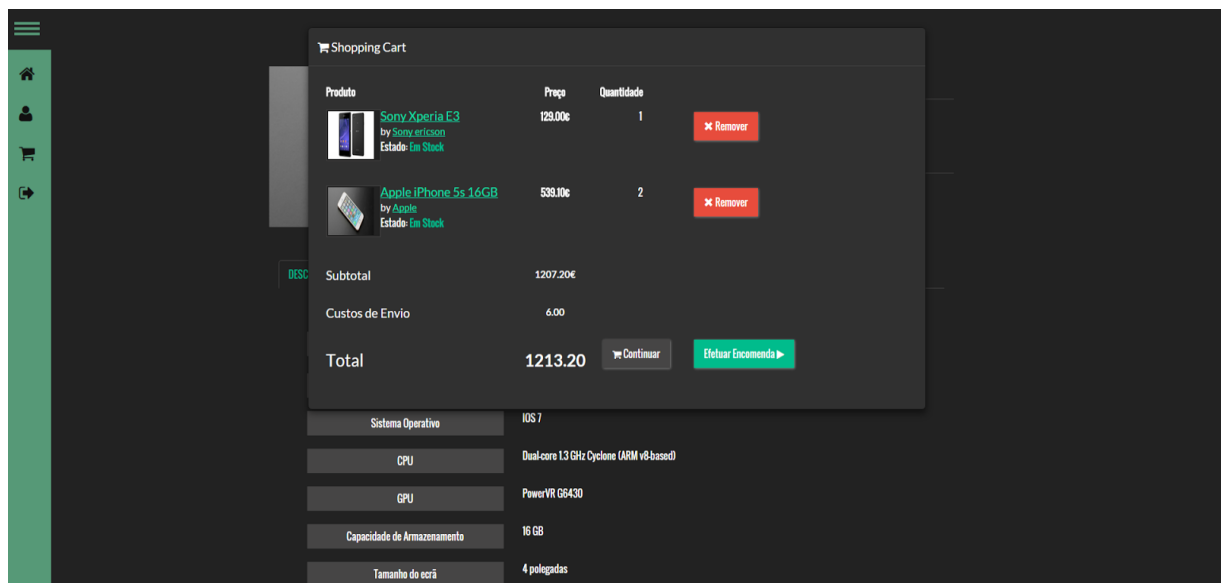 Shopping Cart
Produto Preço Quantidade
Sony Xperia E3 129.00€ 1 Remover
by Sony ericson
Estado: Em Stock
Apple iPhone 5s 16GB 539.10€ 2 Remover
by Apple
Estado: Em Stock
DESC
Subtotal 1207.20€
Custos de Envio 6.00
Total 1213.20 Continuar Efetuar Encomenda
Sistema Operativo IOS 7
CPU Dual-core 1.3 GHz Cyclone (ARM v8-based)
GPU PowerVR G6430
Capacidade de Armazenamento 16 GB
Tamanho do ecrã 4 polegadas